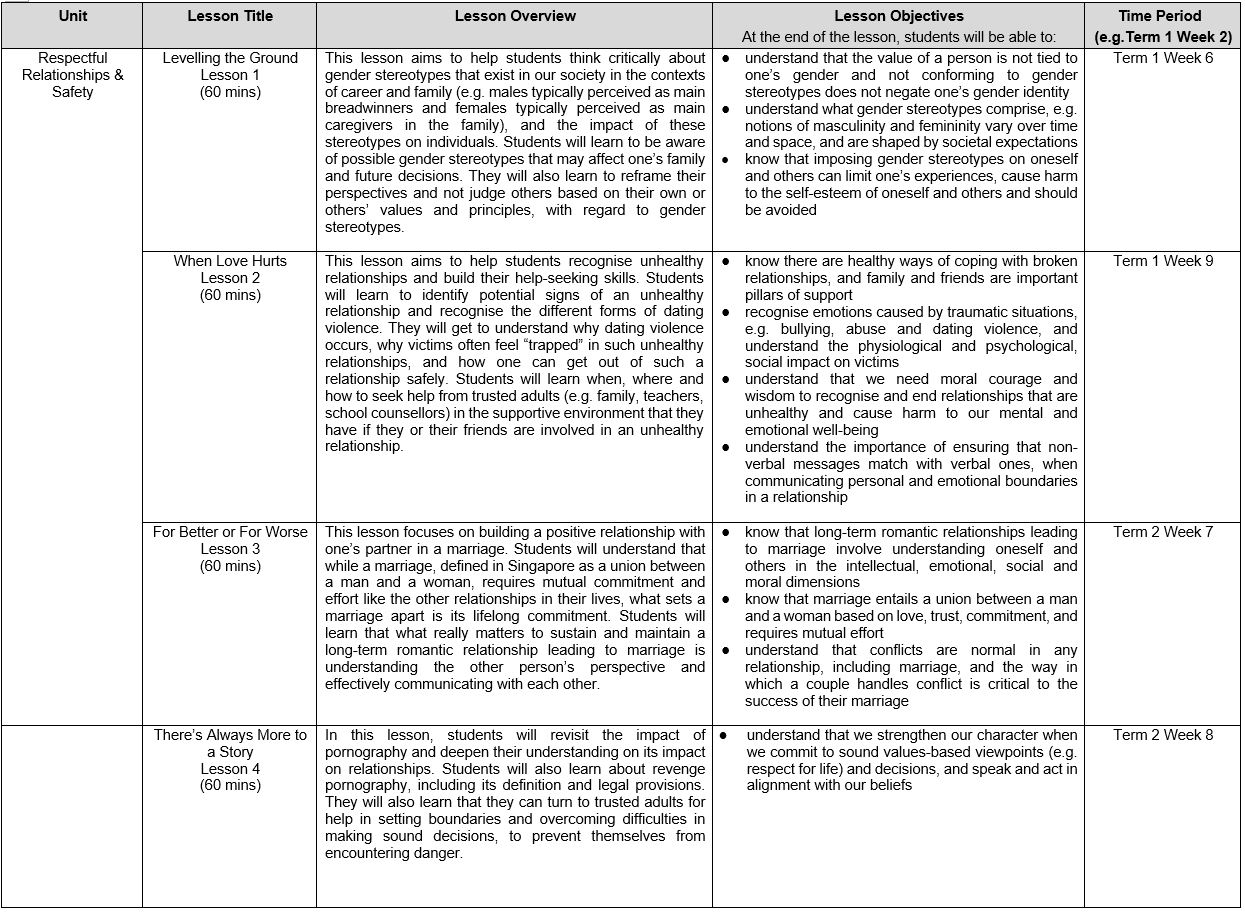 Unit
Lesson Title
Lesson Overview
Lesson Objectives
At the end of the lesson, students will be able to:
Time Period
(e.g.Term 1 Week 2)
Respectful
Relationships &
Safety
Levelling the Ground
Lesson 1
(60 mins)
This lesson aims to help students think critically about
gender stereotypes that exist in our society in the contexts
of career and family (e.g. males typically perceived as main
breadwinners and females typically perceived as main
caregivers in the family), and the impact of these
stereotypes on individuals. Students will learn to be aware
of possible gender stereotypes that may affect one’s family
and future decisions. They will also learn to reframe their
perspectives and not judge others based on their own or
others’ values and principles, with regard to gender
stereotypes.
● understand that the value of a person is not tied to
one’s gender and not conforming to gender
stereotypes does not negate one’s gender identity
● understand what gender stereotypes comprise, e.g.
notions of masculinity and femininity vary over time
and space, and are shaped by societal expectations
● know that imposing gender stereotypes on oneself
and others can limit one’s experiences, cause harm
to the self-esteem of oneself and others and should
be avoided
Term 1 Week 6
When Love Hurts
Lesson 2
(60 mins)
This lesson aims to help students recognise unhealthy
relationships and build their help-seeking skills. Students
will learn to identify potential signs of an unhealthy
relationship and recognise the different forms of dating
violence. They will get to understand why dating violence
occurs, why victims often feel “trapped” in such unhealthy
relationships, and how one can get out of such a
relationship safely. Students will learn when, where and
how to seek help from trusted adults (e.g. family, teachers,
school counsellors) in the supportive environment that they
have if they or their friends are involved in an unhealthy
relationship.
● know there are healthy ways of coping with broken
relationships, and family and friends are important
pillars of support
● recognise emotions caused by traumatic situations,
e.g. bullying, abuse and dating violence, and
understand the physiological and psychological,
social impact on victims
● understand that we need moral courage and
wisdom to recognise and end relationships that are
unhealthy and cause harm to our mental and
emotional well-being
● understand the importance of ensuring that non-
verbal messages match with verbal ones, when
communicating personal and emotional boundaries
in a relationship
Term 1 Week 9
For Better or For Worse
Lesson 3
(60 mins)
This lesson focuses on building a positive relationship with
one’s partner in a marriage. Students will understand that
while a marriage, defined in Singapore as a union between
a man and a woman, requires mutual commitment and
effort like the other relationships in their lives, what sets a
marriage apart is its lifelong commitment. Students will
learn that what really matters to sustain and maintain a
long-term romantic relationship leading to marriage is
understanding the other person’s perspective and
effectively communicating with each other.
● know that long-term romantic relationships leading
to marriage involve understanding oneself and
others in the intellectual, emotional, social and
moral dimensions
● know that marriage entails a union between a man
and a woman based on love, trust, commitment, and
requires mutual effort
● understand that conflicts are normal in any
relationship, including marriage, and the way in
which a couple handles conflict is critical to the
success of their marriage
Term 2 Week 7
There’s Always More to
a Story
Lesson 4
(60 mins)
In this lesson, students will revisit the impact of
pornography and deepen their understanding on its impact
on relationships. Students will also learn about revenge
pornography, including its definition and legal provisions.
They will also learn that they can turn to trusted adults for
help in setting boundaries and overcoming difficulties in
making sound decisions, to prevent themselves from
encountering danger.
● understand that we strengthen our character when
we commit to sound values-based viewpoints (e.g.
respect for life) and decisions, and speak and act in
alignment with our beliefs
Term 2 Week 8